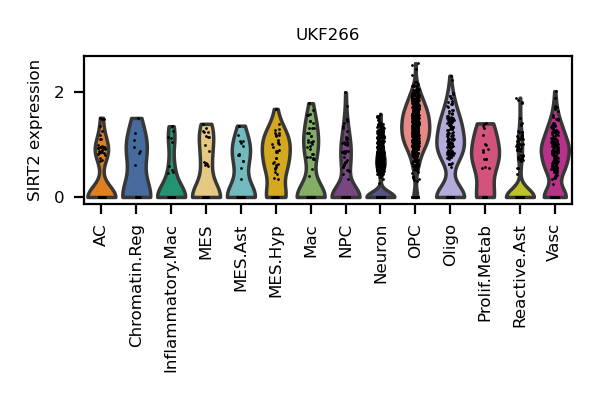 UKF266
SIRT2 expression
2
0
AC
Chromatin.Reg
Inflammatory.Mac
MES
MES.Ast
MES.Hyp
Mac
NPC
Neuron
OPC
Oligo
Prolif.Metab
Reactive.Ast
Vasc